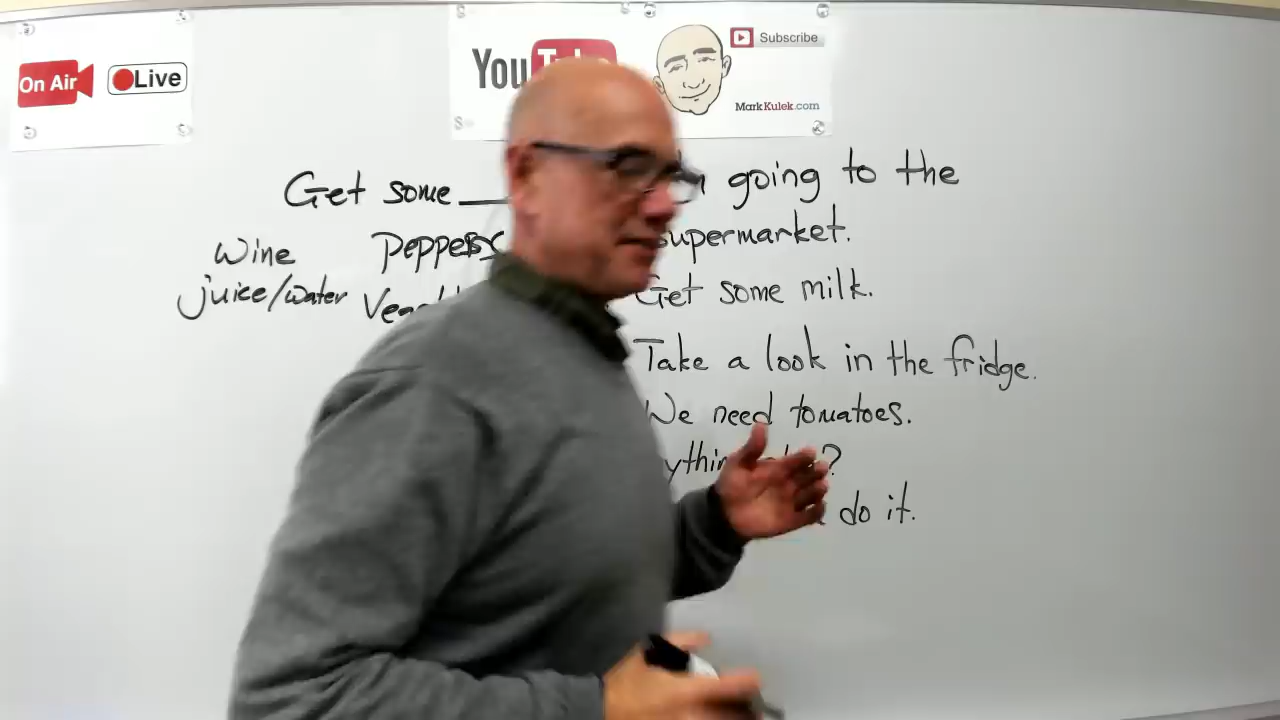 On Air
Live
YouTube
Subscribe
MarkKulek.com
Get some
Wine
Peppers
juice/water
going to the
supermarket.
Get some milk.
Take a look in the fridge.
We need tomatoes.
?
do it.